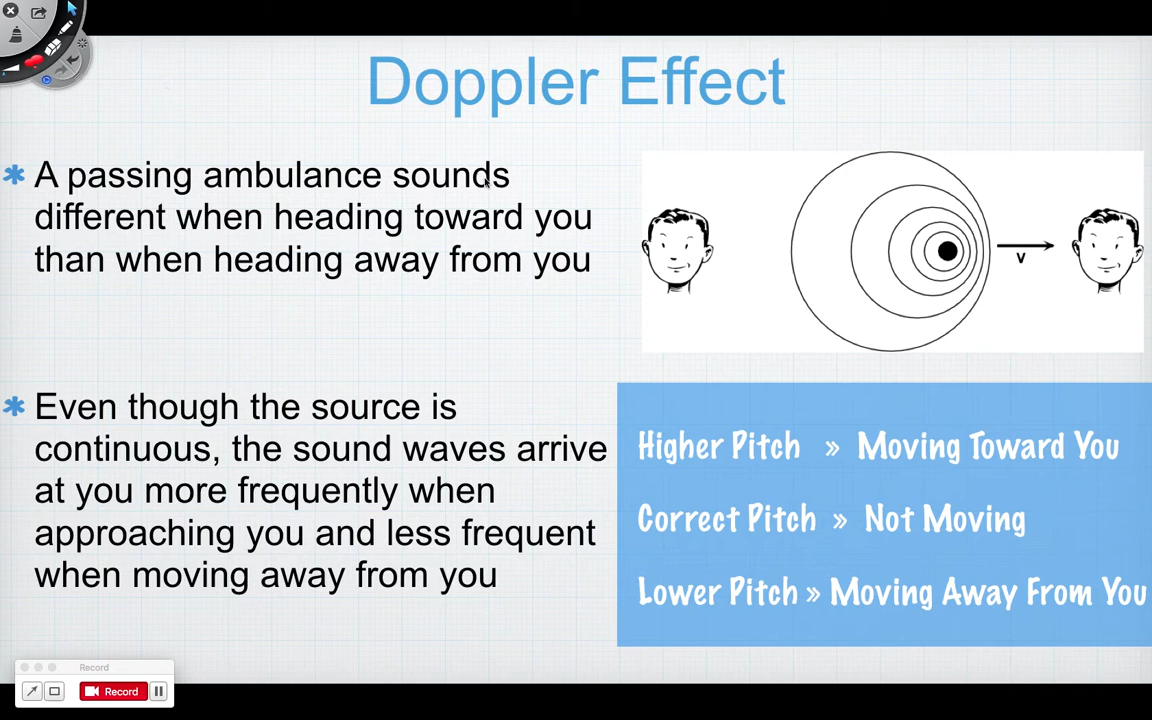 Doppler Effect
A passing ambulance sounds
different when heading toward you
than when heading away from you
v
Even though the source is
continuous, the sound waves arrive
at you more frequently when
approaching you and less frequent
when moving away from you
Higher Pitch » Moving Toward You
Correct Pitch » Not Moving
Lower Pitch » Moving Away From You
Record
Record